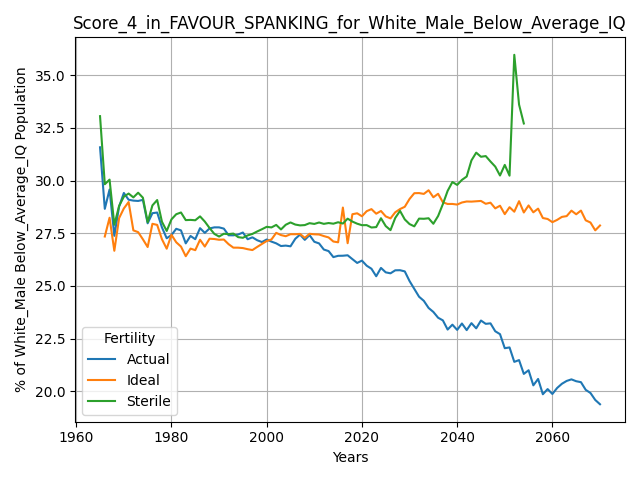 Score_4_in_FAVOUR_SPANKING_for_White_Male_Below_Average_IQ
% of White_Male Below_Average_IQ Population
35.0
32.5
30.0
27.5
25.0
22.5
20.0
Fertility
Actual
Ideal
Sterile
1960
1980
2000
2020
2040
2060
Years